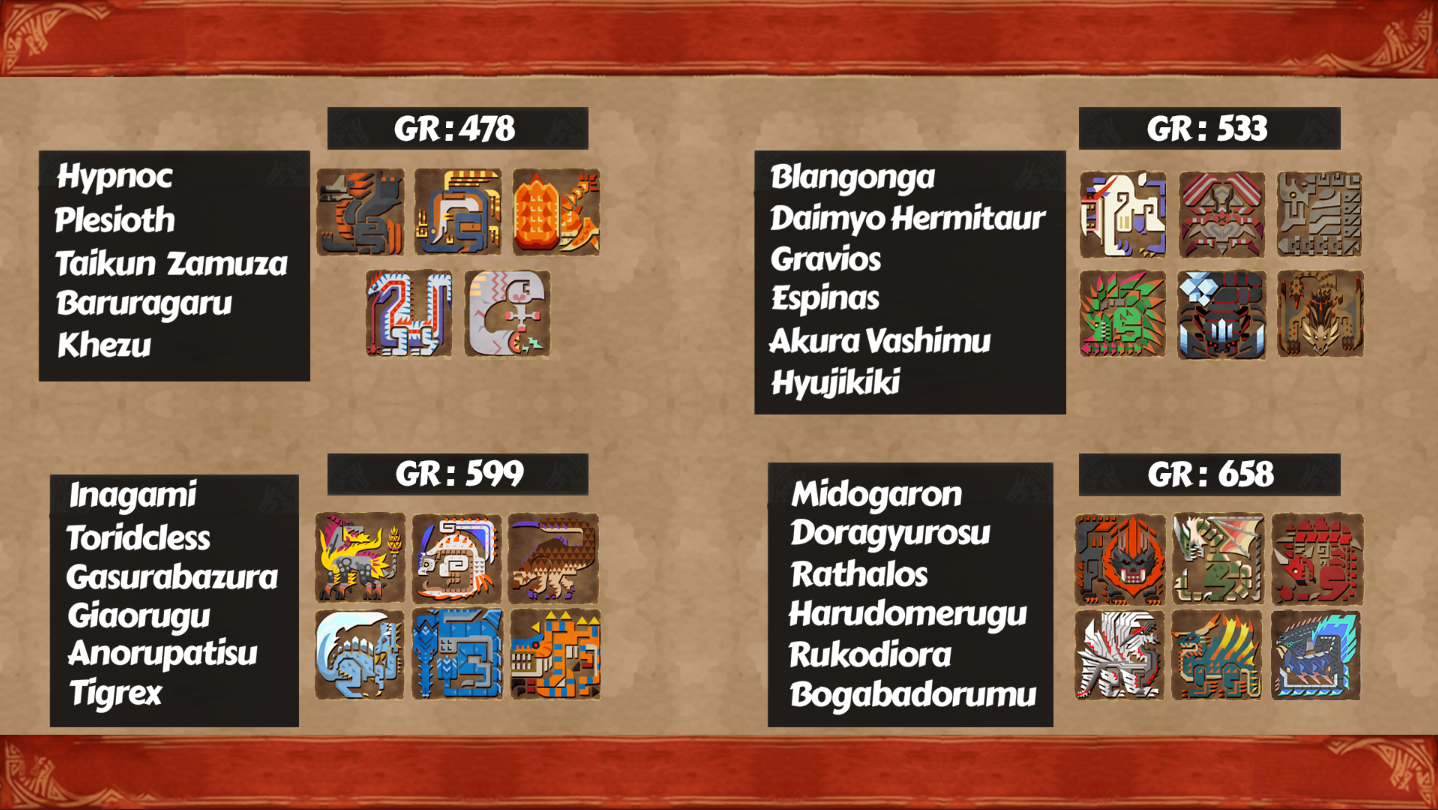 GR : 478
Hypnoc
Plesioth
Taikun Zamuza
Baruragaru
Khezu
GR : 533
Blangonga
Daimyo Hermitaur
Gravios
Espinas
Akura Vashimu
Hyujikiki
GR : 599
Inagami
Toridcless
Gasurabazura
Giaorugu
Anorupatisu
Tigrex
GR : 658
Midogaron
Doragyurosu
Rathalos
Harudomerugu
Rukodiora
Bogabadorumu